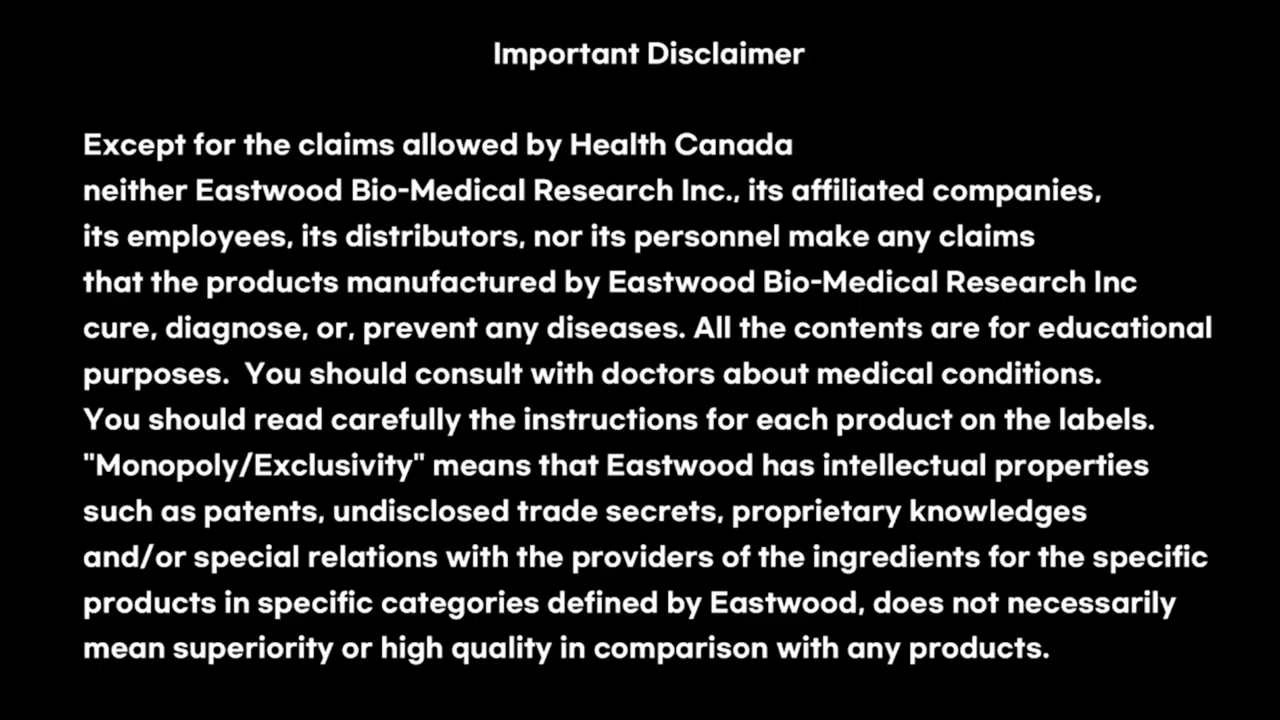 Important Disclaimer
Except for the claims allowed by Health Canada
neither Eastwood Bio-Medical Research Inc., its affiliated companies,
its employees, its distributors, nor its personnel make any claims
that the products manufactured by Eastwood Bio-Medical Research Inc
cure, diagnose, or, prevent any diseases. All the contents are for educational
purposes.  You should consult with doctors about medical conditions.
You should read carefully the instructions for each product on the labels.
"Monopoly/Exclusivity" means that Eastwood has intellectual properties
such as patents, undisclosed trade secrets, proprietary knowledges
and/or special relations with the providers of the ingredients for the specific
products in specific categories defined by Eastwood, does not necessarily
mean superiority or high quality in comparison with any products.